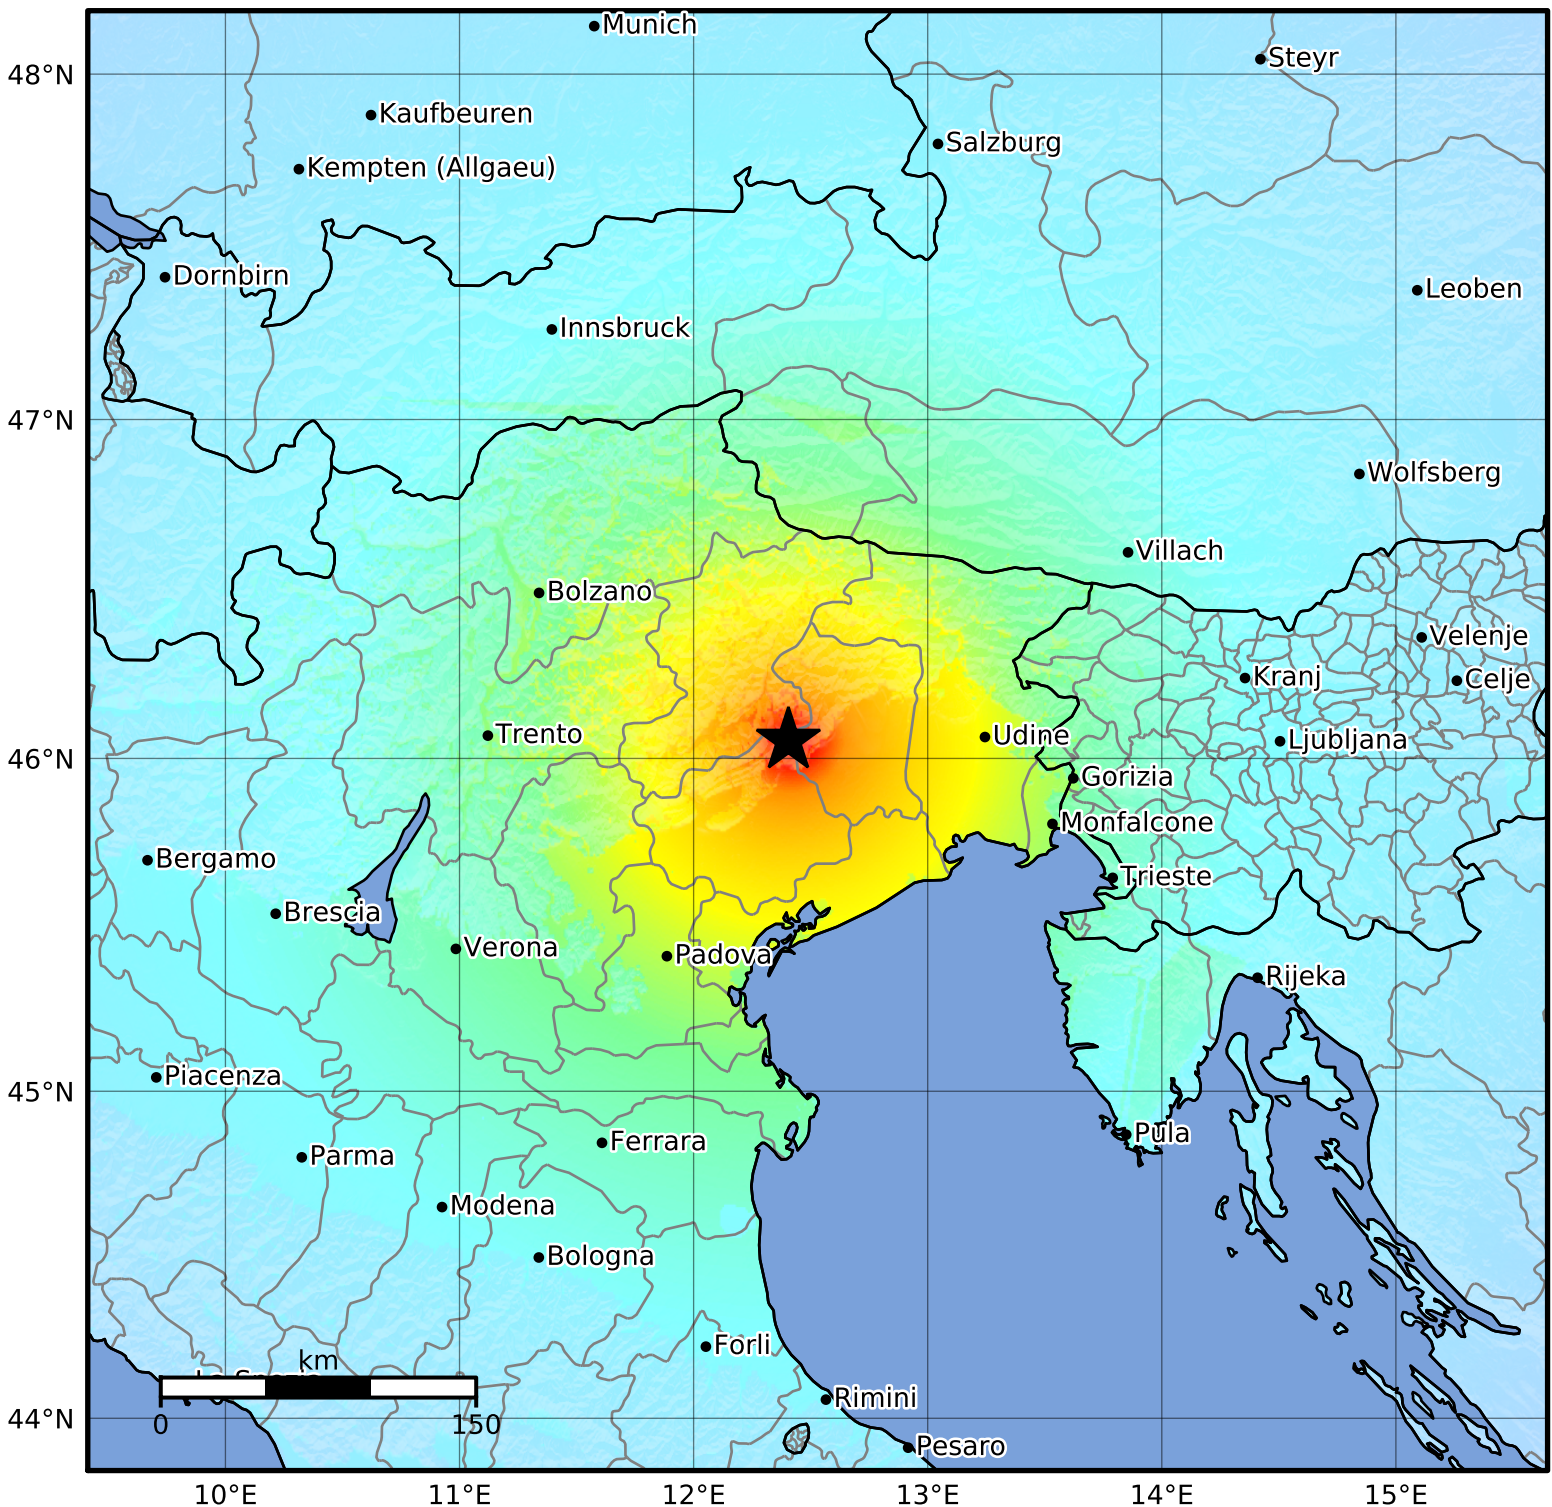 Munich
Steyr
48°N
Kaufbeuren
Salzburg
Kempten (Allgaeu)
Dornbirn
Leoben
Innsbruck
47°N
Wolfsberg
Villach
Bolzano
Velenje
Kranj
Celje
Trento
Udine
Ljubljana
46°N
Gorizia
Monfalcone
Bergamo
Trieste
Brescia
Verona
Padova
Rijeka
Piacenza
45°N
Pula
Ferrara
Parma
Modena
Bologna
Forli
km
La Spezia
Rimini
44°N
0 150
Pesaro
10°E 11°E 12°E 13°E 14°E 15°E